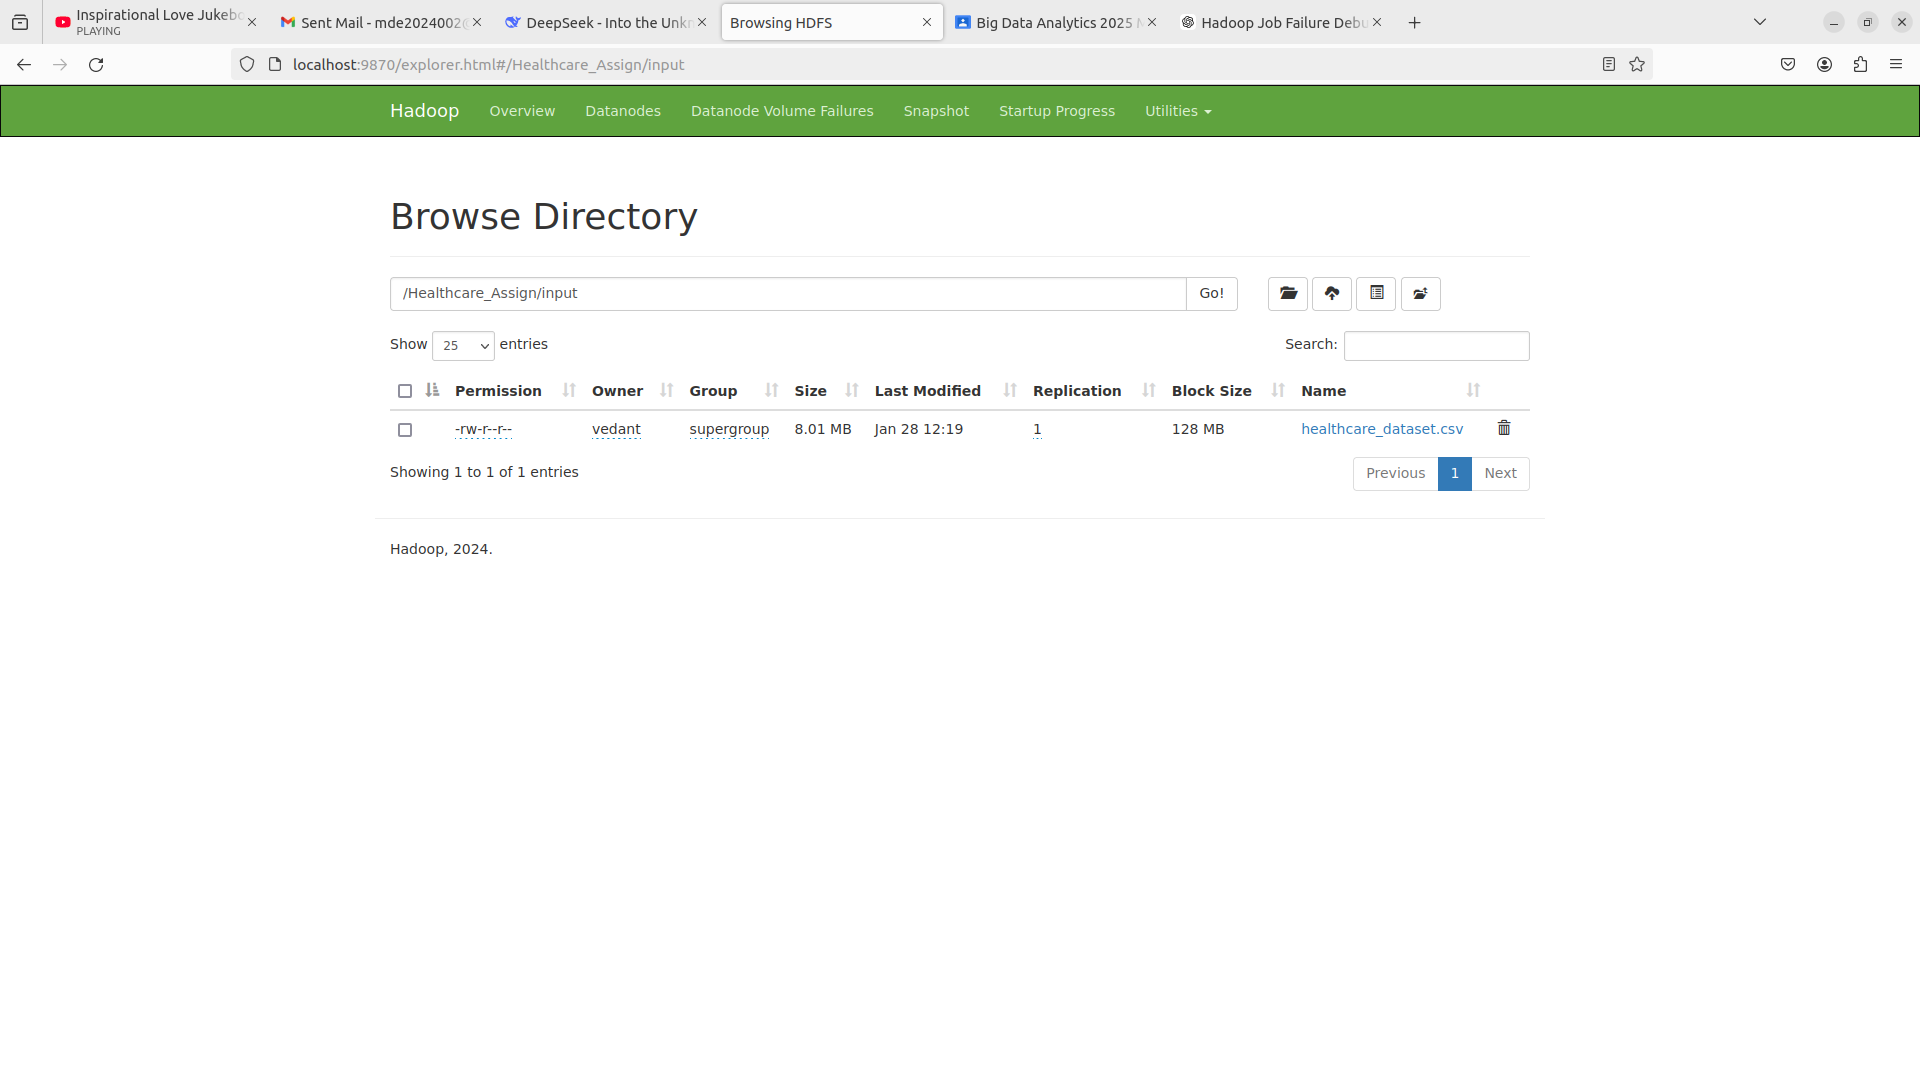 Inspirational Love Jukebo
PLAYING
Sent Mail - mde2024002@
DeepSeek - Into the Unkn
Browsing HDFS
Big Data Analytics 2025 M
Hadoop Job Failure Debu
localhost:9870/explorer.html#/Healthcare_Assign/input
Hadoop Overview Datanodes Datanode Volume Failures Snapshot Startup Progress Utilities
Browse Directory
/Healthcare_Assign/input Go!
Show 25 entries Search:
Permission Owner Group Size Last Modified Replication Block Size Name
-rw-r--r-- vedant supergroup 8.01 MB Jan 28 12:19 1 128 MB healthcare_dataset.csv
Showing 1 to 1 of 1 entries Previous 1 Next
Hadoop, 2024.